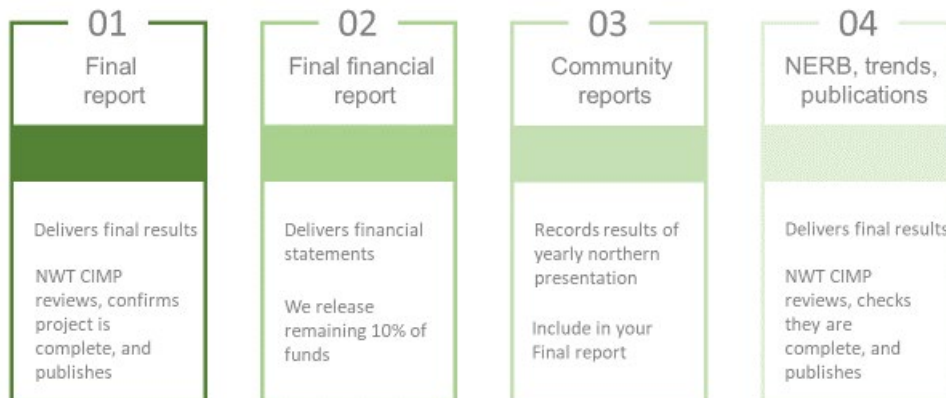 01
Final
report
Delivers final results
NWT CIMP
reviews, confirms
project is
complete, and
publishes
02
Final financial
report
Delivers financial
statements
We release
remaining 10% of
funds
03
Community
reports
Records results of
yearly northern
presentation
Include in your
Final report
04
NERB, trends,
publications
Delivers final results
NWT CIMP
reviews, checks
they are
complete, and
publishes